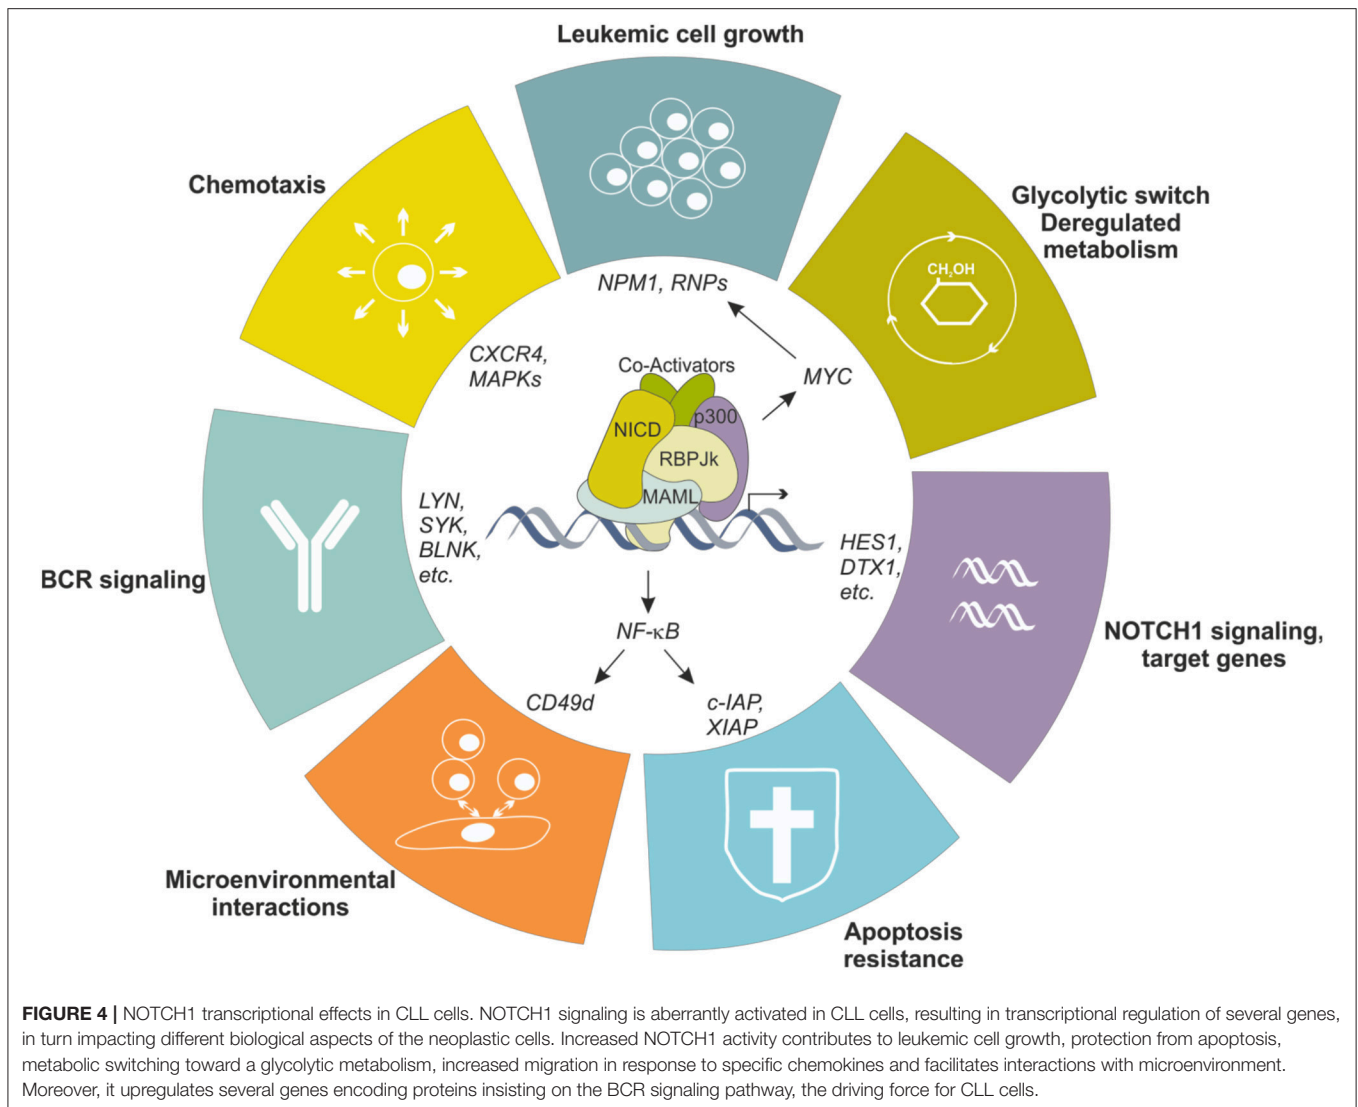 Leukemic cell growth
Chemotaxis
Glycolytic switch
Deregulated
metabolism
CH2OH
NPM1, RNPs
CXCR4,
MAPKs
Co-Activators
MYC
p300
NICD
RBPJk
MAML
LYN,
SYK,
BLNK,
etc.
HES1,
DTX1,
etc.
BCR signaling
NOTCH1 signaling,
target genes
NF-κB
CD49d
c-IAP,
XIAP
Microenvironmental
interactions
Apoptosis
resistance
FIGURE 4 | NOTCH1 transcriptional effects in CLL cells. NOTCH1 signaling is aberrantly activated in CLL cells, resulting in transcriptional regulation of several genes,
in turn impacting different biological aspects of the neoplastic cells. Increased NOTCH1 activity contributes to leukemic cell growth, protection from apoptosis,
metabolic switching toward a glycolytic metabolism, increased migration in response to specific chemokines and facilitates interactions with microenvironment.
Moreover, it upregulates several genes encoding proteins insisting on the BCR signaling pathway, the driving force for CLL cells.